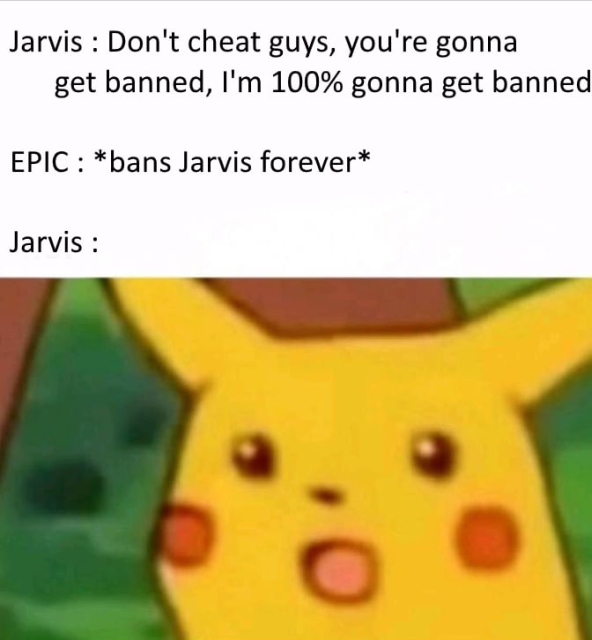 Jarvis : Don't cheat guys, you're gonna
get banned, I'm 100% gonna get banned
EPIC : *bans Jarvis forever*
Jarvis :